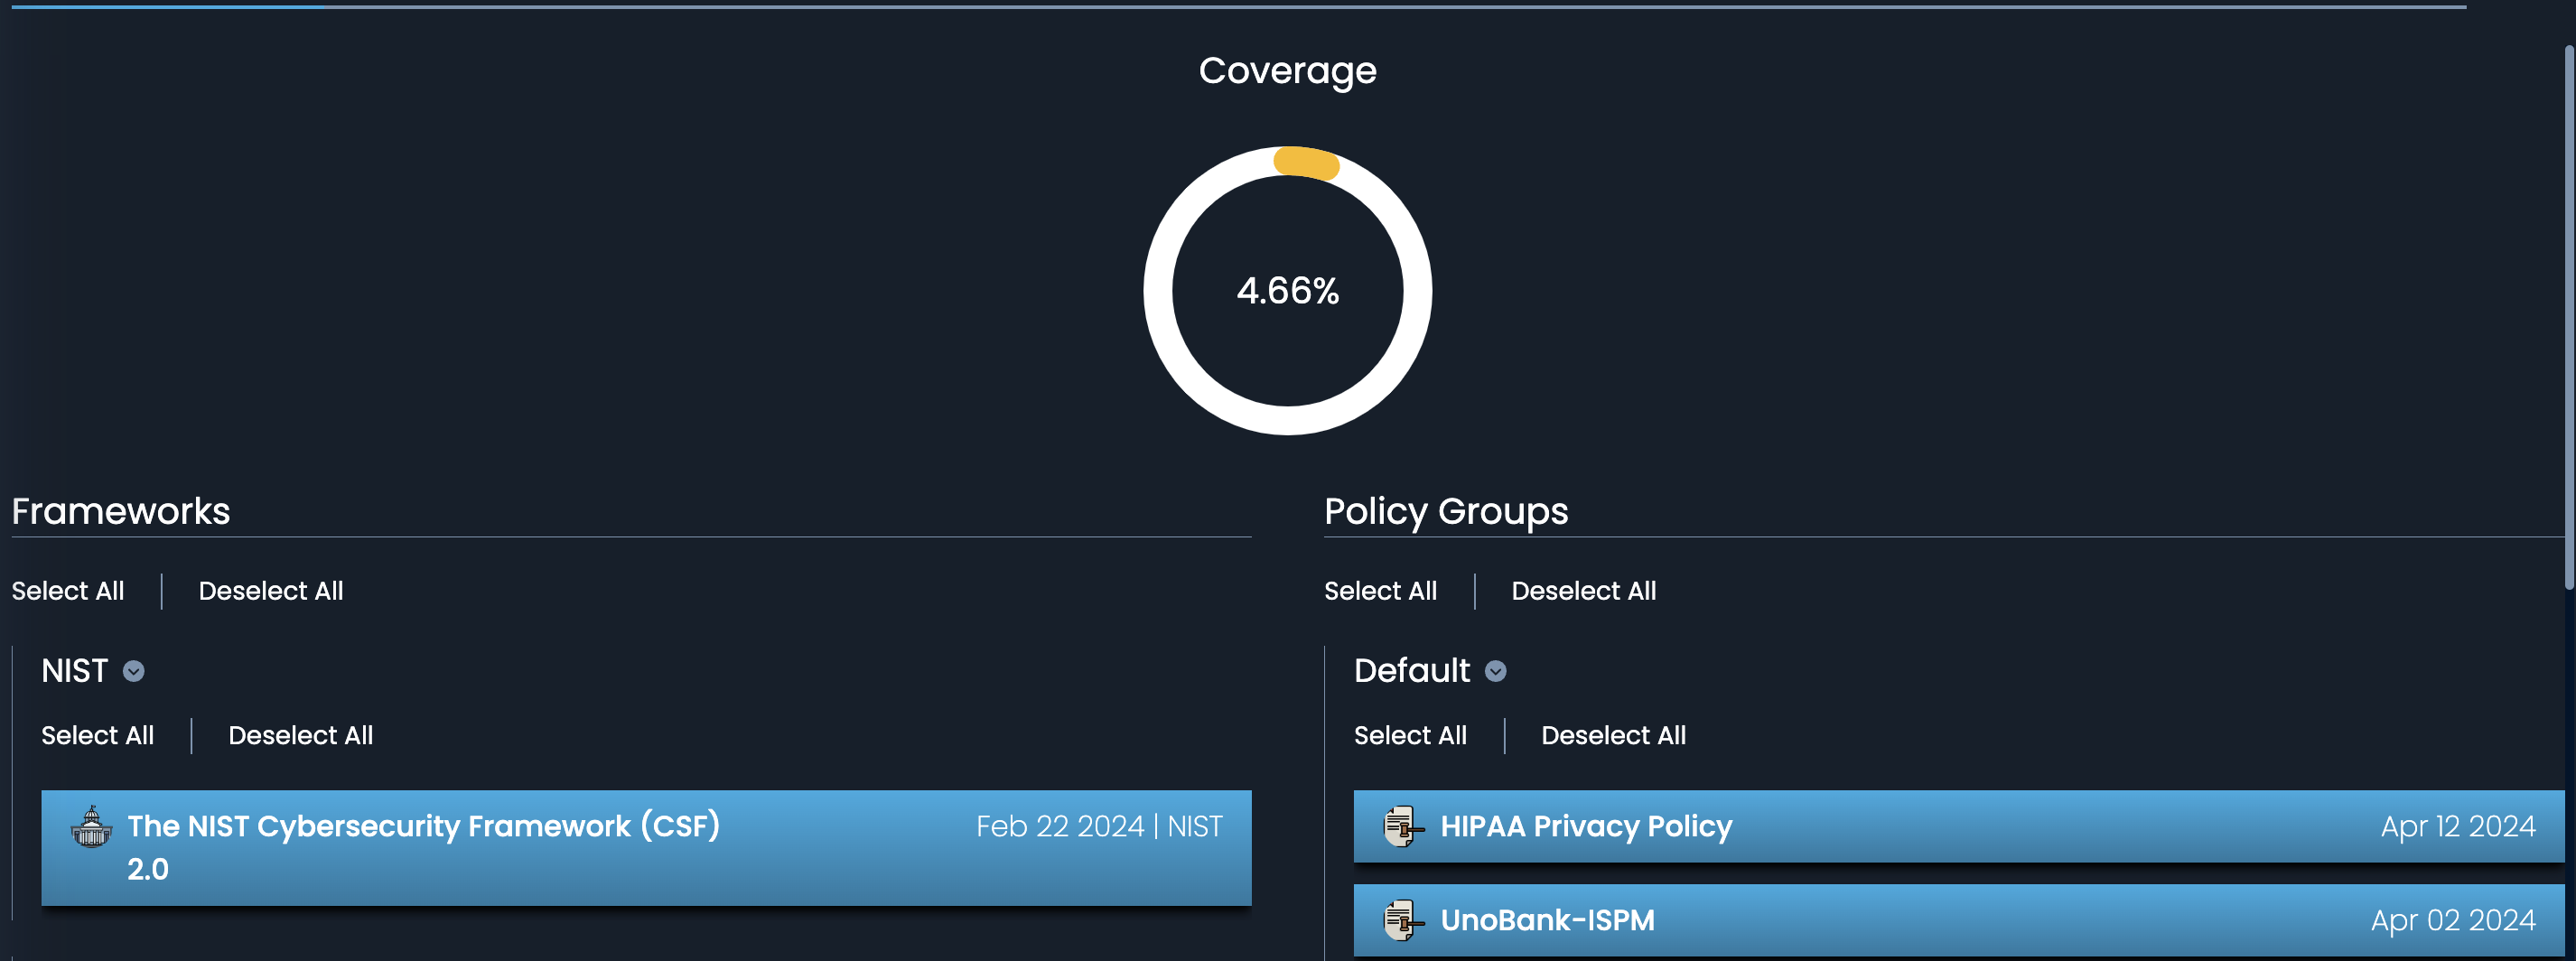 Coverage
4.66%
Frameworks
Select All
Deselect All
NIST
Select All
Deselect All
The NIST Cybersecurity Framework (CSF)
2.0
Feb 22 2024 | NIST
Policy Groups
Select All
Deselect All
Default
Select All
Deselect All
HIPAA Privacy Policy
Apr 12 2024
UnoBank-ISPM
Apr 02 2024